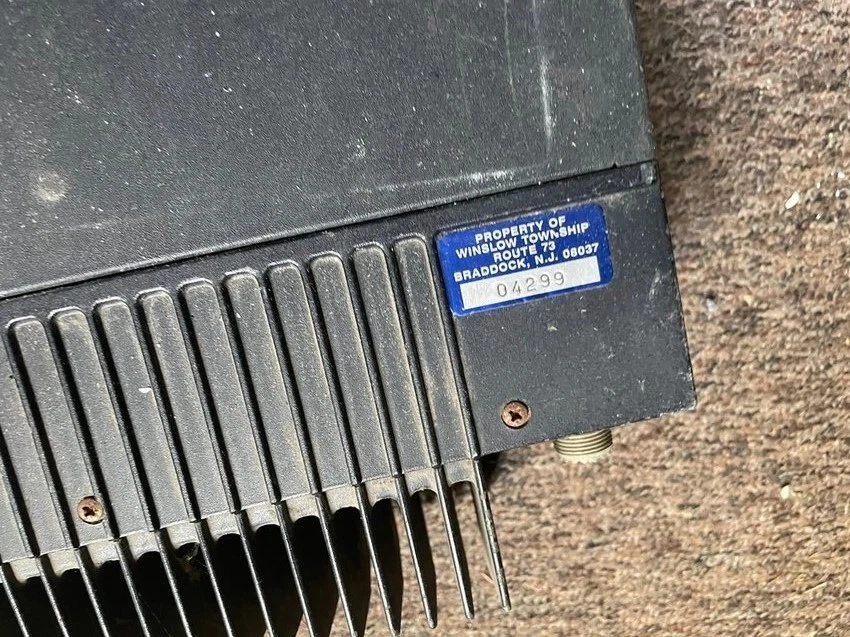 PROPERTY OF
WINSLOW TOWNSHIP
ROUTE 73
BRADDOCK, N.J. 08037
04299